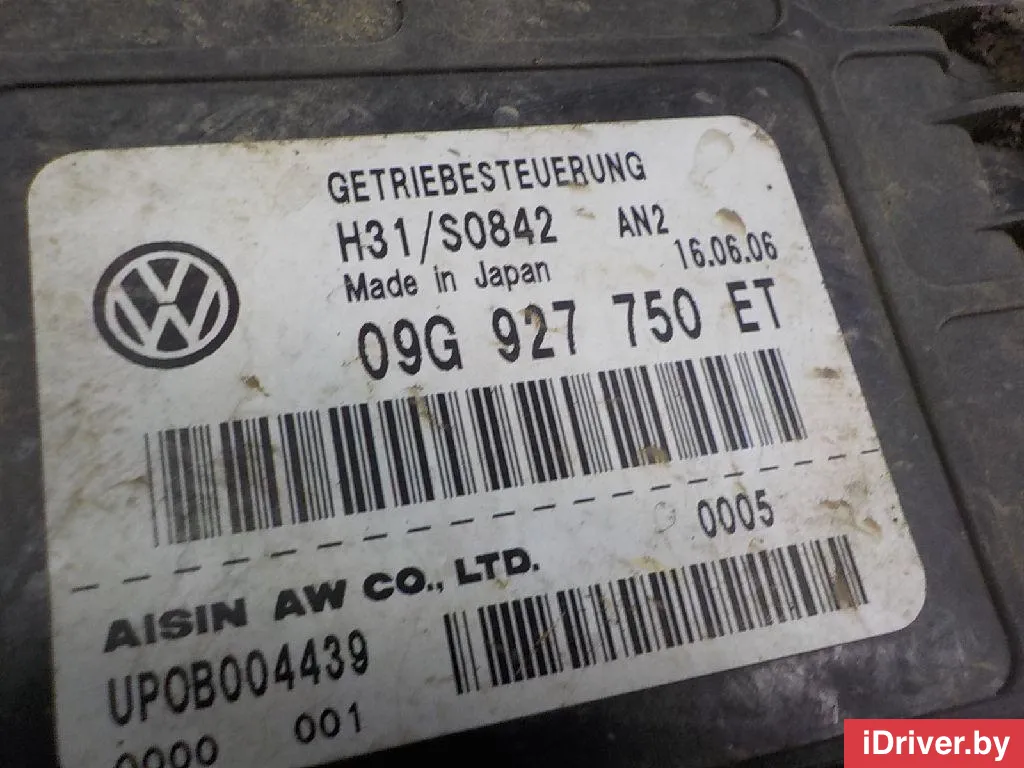 GETRIEBESTEUERUNG
H31/S0842 AN2 16.06.06
Made in Japan
09G 927 750 ET
0005
AISIN AW CO., LTD.
UP0B004439
0000 001
iDriver.by